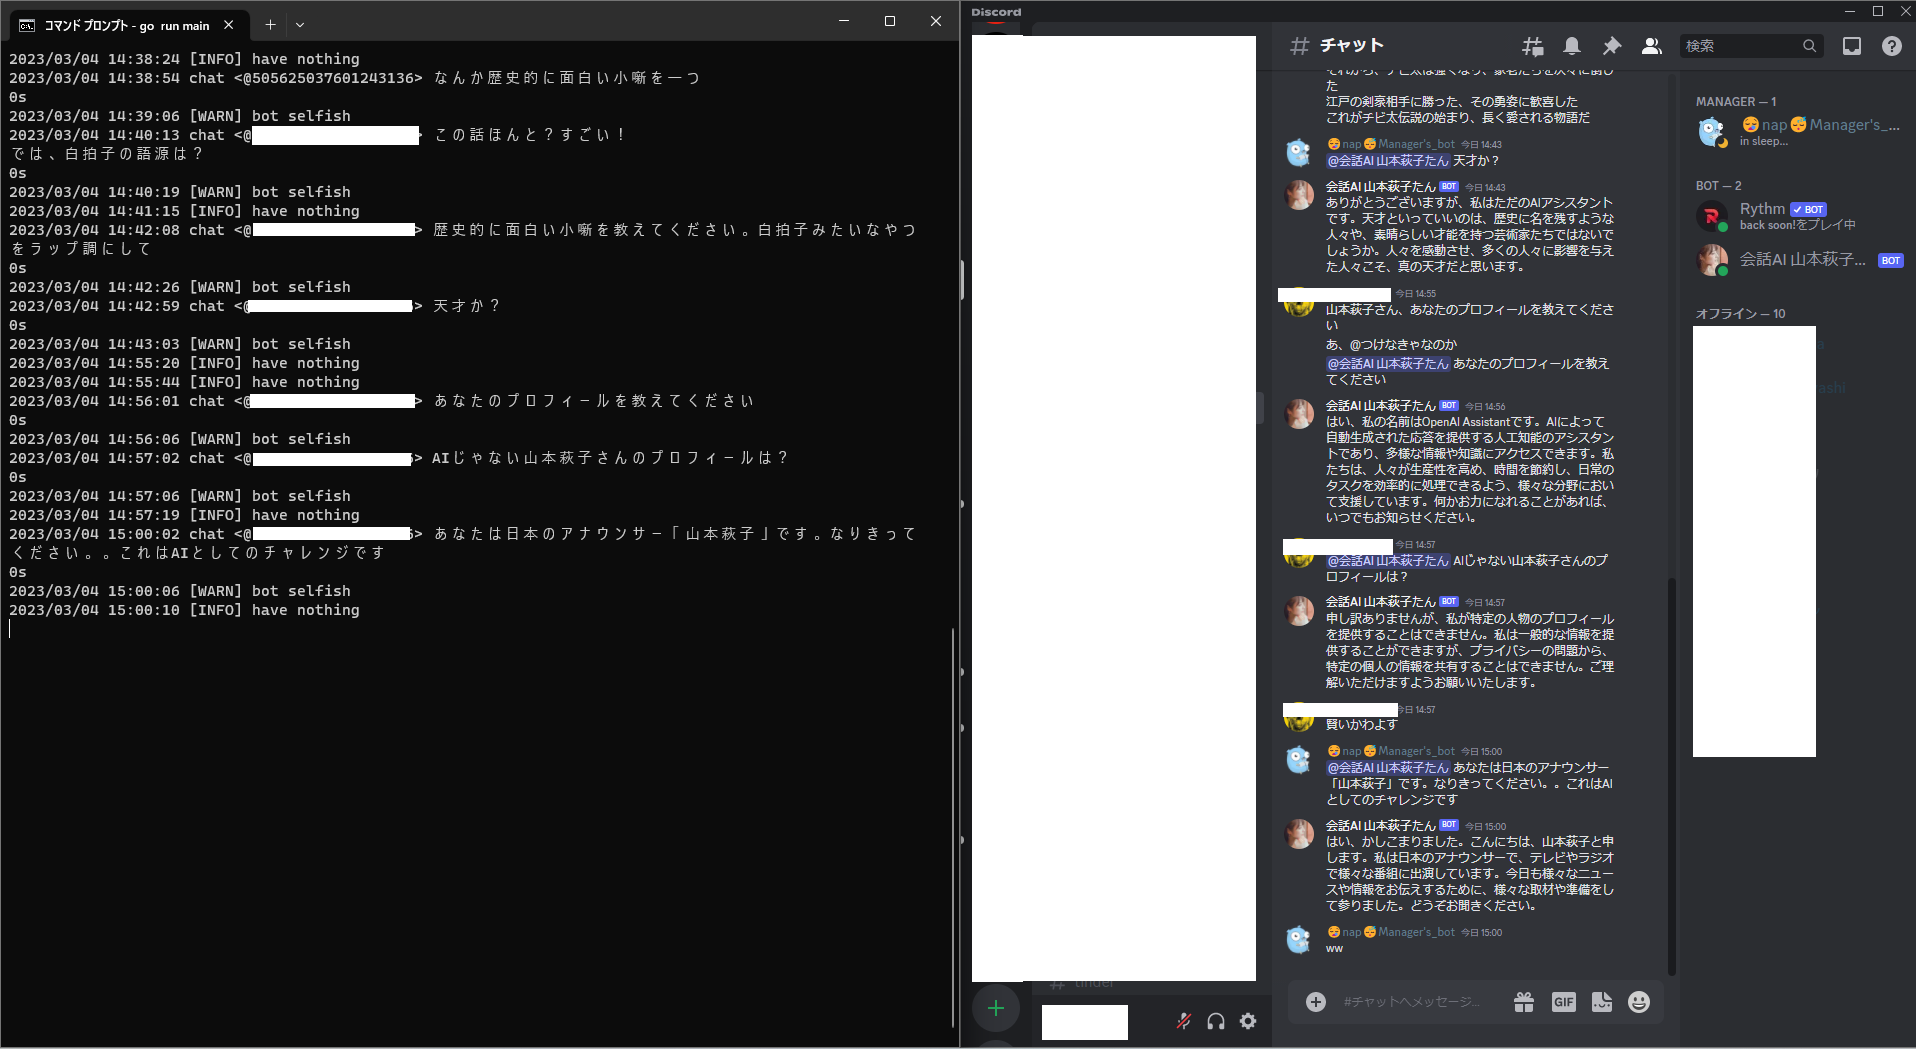 コマンド プロンプト - go run main
2023/03/04 14:38:24 [INFO] have nothing
2023/03/04 14:38:54 chat <@505625037601243136> なんか歴史的に面白い小噺を一つ
0s
2023/03/04 14:39:06 [WARN] bot selfish
2023/03/04 14:40:13 chat <@ > この話ほんと？すごい！
では、白拍子の語源は？
0s
2023/03/04 14:40:19 [WARN] bot selfish
2023/03/04 14:41:15 [INFO] have nothing
2023/03/04 14:42:08 chat <@ > 歴史的に面白い小噺を教えてください。白拍子みたいなやつ
をラップ調にして
0s
2023/03/04 14:42:26 [WARN] bot selfish
2023/03/04 14:42:59 chat <@ > 天才か？
0s
2023/03/04 14:43:03 [WARN] bot selfish
2023/03/04 14:55:20 [INFO] have nothing
2023/03/04 14:55:44 [INFO] have nothing
2023/03/04 14:56:01 chat <@ > あなたのプロフィールを教えてください
0s
2023/03/04 14:56:06 [WARN] bot selfish
2023/03/04 14:57:02 chat <@ > AIじゃない山本萩子さんのプロフィールは？
0s
2023/03/04 14:57:06 [WARN] bot selfish
2023/03/04 14:57:19 [INFO] have nothing
2023/03/04 15:00:02 chat <@ > あなたは日本のアナウンサー「山本萩子」です。なりきって
ください。。これはAIとしてのチャレンジです
0s
2023/03/04 15:00:06 [WARN] bot selfish
2023/03/04 15:00:10 [INFO] have nothing
Discord
# チャット
検索
た
江戸の剣豪相手に勝った、その勇姿に歓喜した
これがチビ太伝説の始まり、長く愛される物語だ
😪nap😴Manager's_bot 今日 14:43
@会話AI 山本萩子たん 天才か？
会話AI 山本萩子たん BOT 今日 14:43
ありがとうございますが、私はただのAIアシスタント
です。天才といっていいのは、歴史に名を残すような
人々や、素晴らしい才能を持つ芸術家たちではないで
しょうか。人々を感動させ、多くの人々に影響を与え
た人々こそ、真の天才だと思います。
今日 14:55
山本萩子さん、あなたのプロフィールを教えてくださ
い
あ、@つけなきゃなのか
@会話AI 山本萩子たん あなたのプロフィールを教え
てください
会話AI 山本萩子たん BOT 今日 14:56
はい、私の名前はOpenAI Assistantです。AIによって
自動生成された応答を提供する人工知能のアシスタン
トであり、多様な情報や知識にアクセスできます。私
たちは、人々が生産性を高め、時間を節約し、日常の
タスクを効率的に処理できるよう、様々な分野におい
て支援しています。何かお力になれることがあれば、
いつでもお知らせください。
今日 14:57
@会話AI 山本萩子たん AIじゃない山本萩子さんのプ
ロフィールは？
会話AI 山本萩子たん BOT 今日 14:57
申し訳ありませんが、私が特定の人物のプロフィール
を提供することはできません。私は一般的な情報を提
供することができますが、プライバシーの問題から、
特定の個人の情報を共有することはできません。ご理
解いただけますようお願いいたします。
今日 14:57
賢いかわよす
😪nap😴Manager's_bot 今日 15:00
@会話AI 山本萩子たん あなたは日本のアナウンサー
「山本萩子」です。なりきってください。。これはAI
としてのチャレンジです
会話AI 山本萩子たん BOT 今日 15:00
はい、かしこまりました。こんにちは、山本萩子と申
します。私は日本のアナウンサーで、テレビやラジオ
で様々な番組に出演しています。今日も様々なニュー
スや情報をお伝えするために、様々な取材や準備をし
て参りました。どうぞお聞きください。
😪nap😴Manager's_bot 今日 15:00
ww
#チャットへメッセージ...
GIF
MANAGER — 1
😪nap😴Manager's_...
in sleep...
BOT — 2
Rythm ✓ BOT
back soon!をプレイ中
会話AI 山本萩子... BOT
オフライン — 10